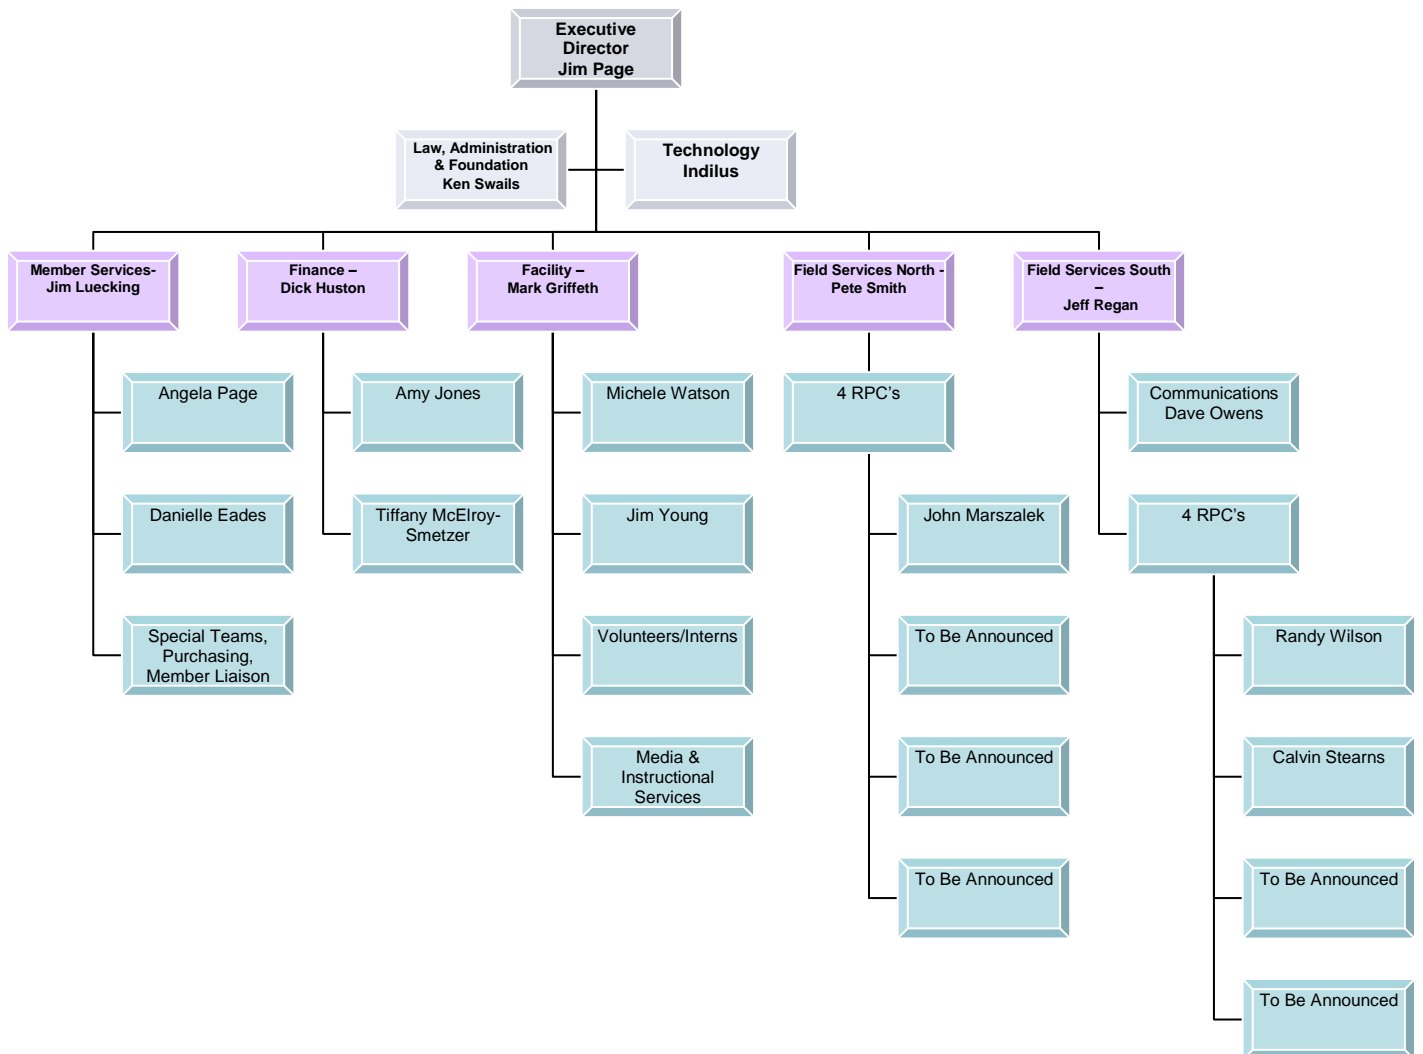 Executive
Director
Jim Page
Law, Administration
& Foundation
Ken Swails
Technology
Indilus
Member Services-
Jim Luecking
Finance –
Dick Huston
Facility –
Mark Griffeth
Field Services North -
Pete Smith
Field Services South
–
Jeff Regan
Angela Page
Amy Jones
Michele Watson
4 RPC’s
Communications
Dave Owens
Danielle Eades
Tiffany McElroy-
Smetzer
Jim Young
John Marszalek
4 RPC’s
Special Teams,
Purchasing,
Member Liaison
Volunteers/Interns
To Be Announced
Randy Wilson
Media &
Instructional
Services
To Be Announced
Calvin Stearns
To Be Announced
To Be Announced
To Be Announced